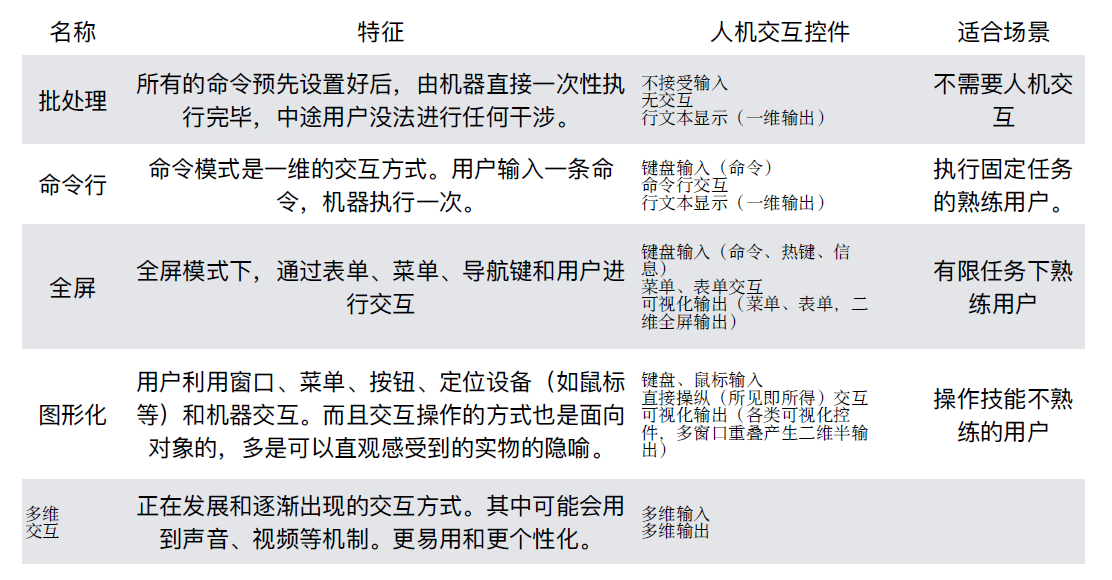 名称 特征 人机交互控件 适合场景
批处理
所有的命令预先设置好后，由机器直接一次性执
行完毕，中途用户没法进行任何干涉。
不接受输入
无交互
行文本显示（一维输出）
不需要人机交
互
命令行
命令模式是一维的交互方式。用户输入一条命
令，机器执行一次。
键盘输入（命令）
命令行交互
行文本显示（一维输出）
执行固定任务
的熟练用户。
全屏
全屏模式下，通过表单、菜单、导航键和用户进
行交互
键盘输入（命令、热键、信
息）
菜单、表单交互
可视化输出（菜单、表单，二
维全屏输出）
有限任务下熟
练用户
图形化
用户利用窗口、菜单、按钮、定位设备（如鼠标
等）和机器交互。而且交互操作的方式也是面向
对象的，多是可以直观感受到的实物的隐喻。
键盘、鼠标输入
直接操纵（所见即所得）交互
可视化输出（各类可视化控
件，多窗口重叠产生二维半输
出）
操作技能不熟
练的用户
多维
交互
正在发展和逐渐出现的交互方式。其中可能会用
到声音、视频等机制。更易用和更个性化。
多维输入
多维输出